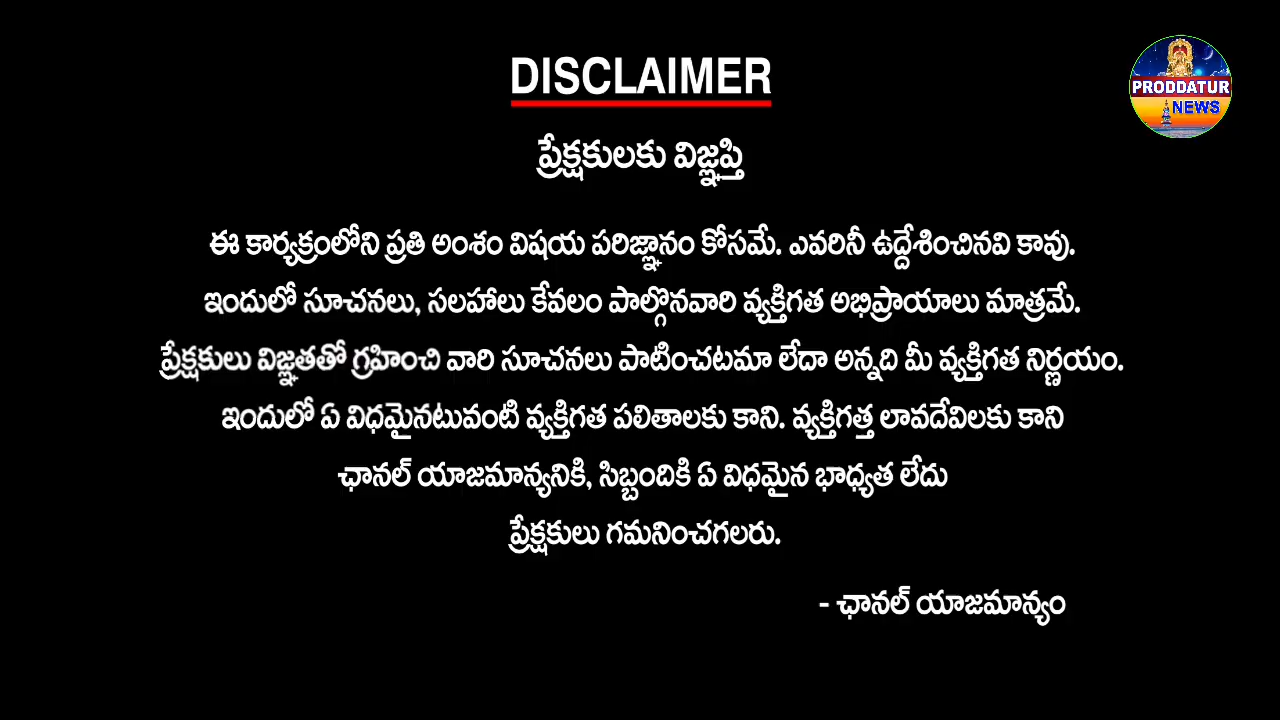 DISCLAIMER
PRODDATUR
NEWS
ప్రేక్షకులకు విజ్ఞప్తి
ఈ కార్యక్రంలోని ప్రతి అంశం విషయ పరిజ్ఞానం కోసమే. ఎవరినీ ఉద్దేశించినవి కావు.
ఇందులో సూచనలు, సలహాలు కేవలం పాల్గొనవారి వ్యక్తిగత అభిప్రాయాలు మాత్రమే.
ప్రేక్షకులు విజ్ఞతతో గ్రహించి వారి సూచనలు పాటించటమా లేదా అన్నది మీ వ్యక్తిగత నిర్ణయం.
ఇందులో ఏ విధమైనటువంటి వ్యక్తిగత పలితాలకు కాని. వ్యక్తిగత్త లావదేవిలకు కాని
ఛానల్ యాజమాన్యనికి, సిబ్బందికి ఏ విధమైన భాధ్యత లేదు
ప్రేక్షకులు గమనించగలరు.
- ఛానల్ యాజమాన్యం